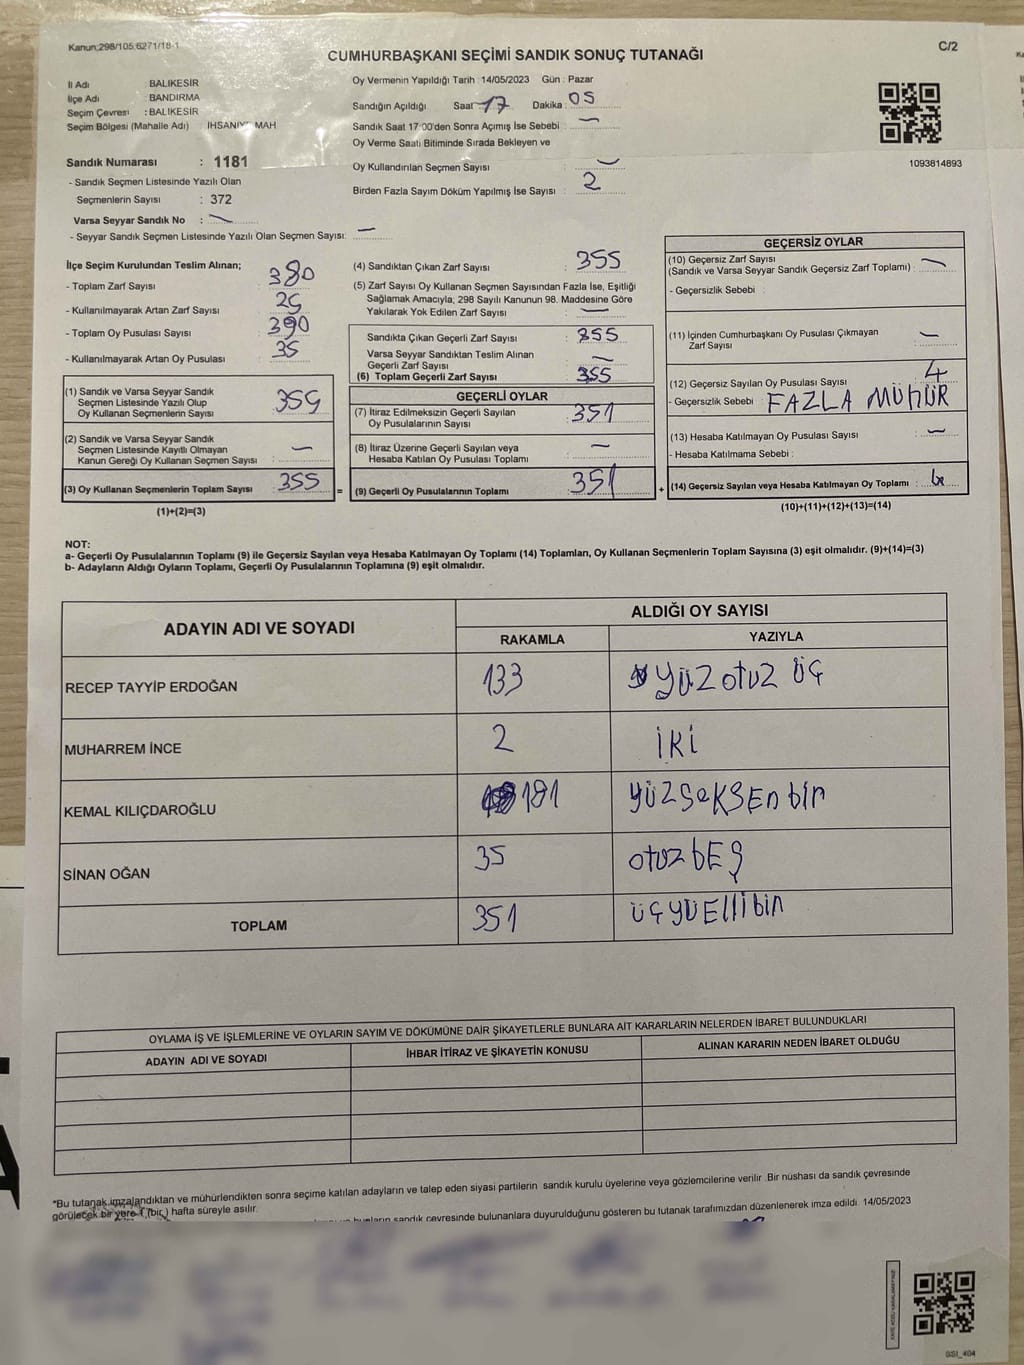 Kanun;298/105;6271/18-1
C/2
CUMHURBAŞKANI SEÇİMİ SANDIK SONUÇ TUTANAĞI
İl Adı BALIKESİR
İlçe Adı : BANDIRMA
Seçim Çevresi : BALIKESİR
Seçim Bölgesi (Mahalle Adı) : MAH
Oy Vermenin Yapıldığı Tarih : 14/05/2023 Gün : Pazar
Sandığın Açıldığı Saat 17 Dakika : 05
Sandık Saat 17:00'den Sonra Açımış İse Sebebi :
Oy Verme Saati Bitiminde Sırada Bekleyen ve
Oy Kullandırılan Seçmen Sayısı
Birden Fazla Sayım Döküm Yapılmış İse Sayısı : 2
1093814893
Sandık Numarası : 1181
- Sandık Seçmen Listesinde Yazılı Olan
Seçmenlerin Sayısı : 372
Varsa Seyyar Sandık No :
- Seyyar Sandık Seçmen Listesinde Yazılı Olan Seçmen Sayısı:
İlçe Seçim Kurulundan Teslim Alınan;
- Toplam Zarf Sayısı : 380
- Kullanılmayarak Artan Zarf Sayısı : 25
- Toplam Oy Pusulası Sayısı : 390
- Kullanılmayarak Artan Oy Pusulası : 35
(1) Sandık ve Varsa Seyyar Sandık
Seçmen Listesinde Yazılı Olup
Oy Kullanan Seçmenlerin Sayısı : 355
(2) Sandık ve Varsa Seyyar Sandık
Seçmen Listesinde Kayıtlı Olmayan
Kanun Gereği Oy Kullanan Seçmen Sayısı :
(3) Oy Kullanan Seçmenlerin Toplam Sayısı : 355 =
(1)+(2)=(3)
(4) Sandıktan Çıkan Zarf Sayısı : 355
(5) Zarf Sayısı Oy Kullanan Seçmen Sayısından Fazla İse, Eşitliği
Sağlamak Amacıyla; 298 Sayılı Kanunun 98. Maddesine Göre
Yakılarak Yok Edilen Zarf Sayısı :
Sandıkta Çıkan Geçerli Zarf Sayısı : 355
Varsa Seyyar Sandıktan Teslim Alınan
Geçerli Zarf Sayısı :
(6) Toplam Geçerli Zarf Sayısı : 355
GEÇERLİ OYLAR
(7) İtiraz Edilmeksizin Geçerli Sayılan
Oy Pusulalarının Sayısı : 351
(8) İtiraz Üzerine Geçerli Sayılan veya
Hesaba Katılan Oy Pusulası Toplamı :
(9) Geçerli Oy Pusulalarının Toplamı : 351 +
GEÇERSİZ OYLAR
(10) Geçersiz Zarf Sayısı
(Sandık ve Varsa Seyyar Sandık Geçersiz Zarf Toplamı) :
- Geçersizlik Sebebi :
(11) İçinden Cumhurbaşkanı Oy Pusulası Çıkmayan
Zarf Sayısı :
(12) Geçersiz Sayılan Oy Pusulası Sayısı : 4
- Geçersizlik Sebebi : FAZLA MÜHÜR
(13) Hesaba Katılmayan Oy Pusulası Sayısı :
- Hesaba Katılmama Sebebi :
(14) Geçersiz Sayılan veya Hesaba Katılmayan Oy Toplamı : 4
(10)+(11)+(12)+(13)=(14)
NOT:
a- Geçerli Oy Pusulalarının Toplamı (9) ile Geçersiz Sayılan veya Hesaba Katılmayan Oy Toplamı (14) Toplamları, Oy Kullanan Seçmenlerin Toplam Sayısına (3) eşit olmalıdır. (9)+(14)=(3)
b- Adayların Aldığı Oyların Toplamı, Geçerli Oy Pusulalarının Toplamına (9) eşit olmalıdır.
ADAYIN ADI VE SOYADI
ALDIĞI OY SAYISI
RAKAMLA YAZIYLA
RECEP TAYYİP ERDOĞAN 133 yüz otuz üç
MUHARREM İNCE 2 iki
KEMAL KILIÇDAROĞLU 181 yüzseksenbir
SİNAN OĞAN 35 otuzbeş
TOPLAM 351 üçyüEllibir
OYLAMA İŞ VE İŞLEMLERİNE VE OYLARIN SAYIM VE DÖKÜMÜNE DAİR ŞİKAYETLERLE BUNLARA AİT KARARLARIN NELERDEN İBARET BULUNDUKLARI
ADAYIN ADI VE SOYADI İHBAR İTİRAZ VE ŞİKAYETİN KONUSU ALINAN KARARIN NEDEN İBARET OLDUĞU
*Bu tutanak imzalandıktan ve mühürlendikten sonra seçime katılan adayların ve talep eden siyasi partilerin sandık kurulu üyelerine veya gözlemcilerine verilir. Bir nüshası da sandık çevresinde
görülecek bir yere 1 (bir) hafta süreyle asılır.
bunların sandık çevresinde bulunanlara duyurulduğunu gösteren bu tutanak tarafımızdan düzenlenerek imza edildi. 14/05/2023